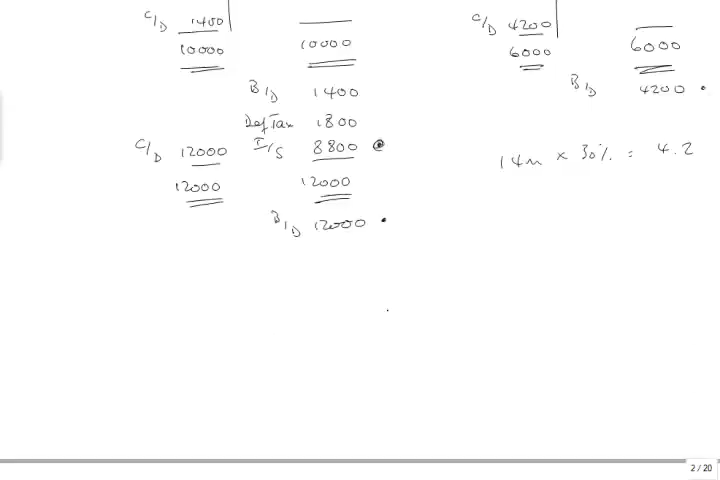 C/D 1400 C/D 4200
10000 10000 6000 6000
B/D 1400 B/D 4200
Def Tax 1800
C/D 12000 I/S 8800 14m x 30% = 4.2
12000 12000
B/D 12000
2 / 20